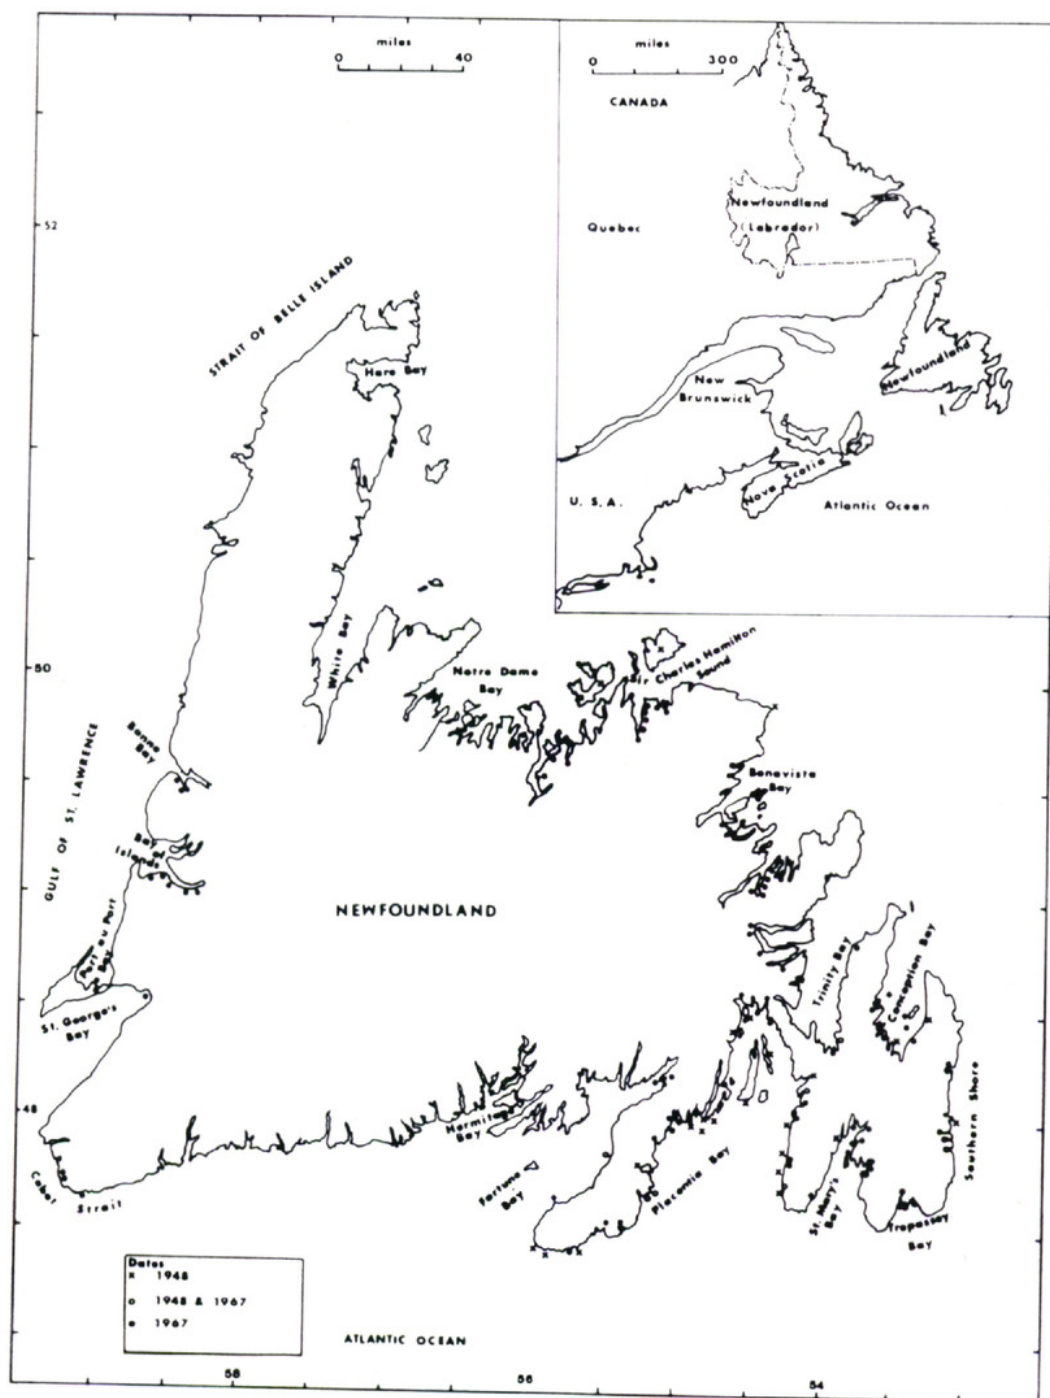 miles
0 40
miles
0 300
CANADA
Newfoundland
(Labrador)
Quebec
Newfoundland
New
Brunswick
Nova Scotia
U. S. A.
Atlantic Ocean
52
STRAIT OF BELLE ISLAND
Hare Bay
White Bay
50
Notre Dame
Bay
Sir Charles Hamilton
Sound
Bonne
Bay
GULF OF ST. LAWRENCE
Bay of
Islands
Bonavista
Bay
NEWFOUNDLAND
Port au Port
Bay
St. George's
Bay
Trinity Bay
Conception Bay
48
Hermitage
Bay
Southern Shore
Cabot
Strait
Fortune
Bay
Placentia Bay
St. Mary's
Bay
Trepassey
Bay
Dates
x 1948
o 1948 & 1967
• 1967
ATLANTIC OCEAN
58
56
54